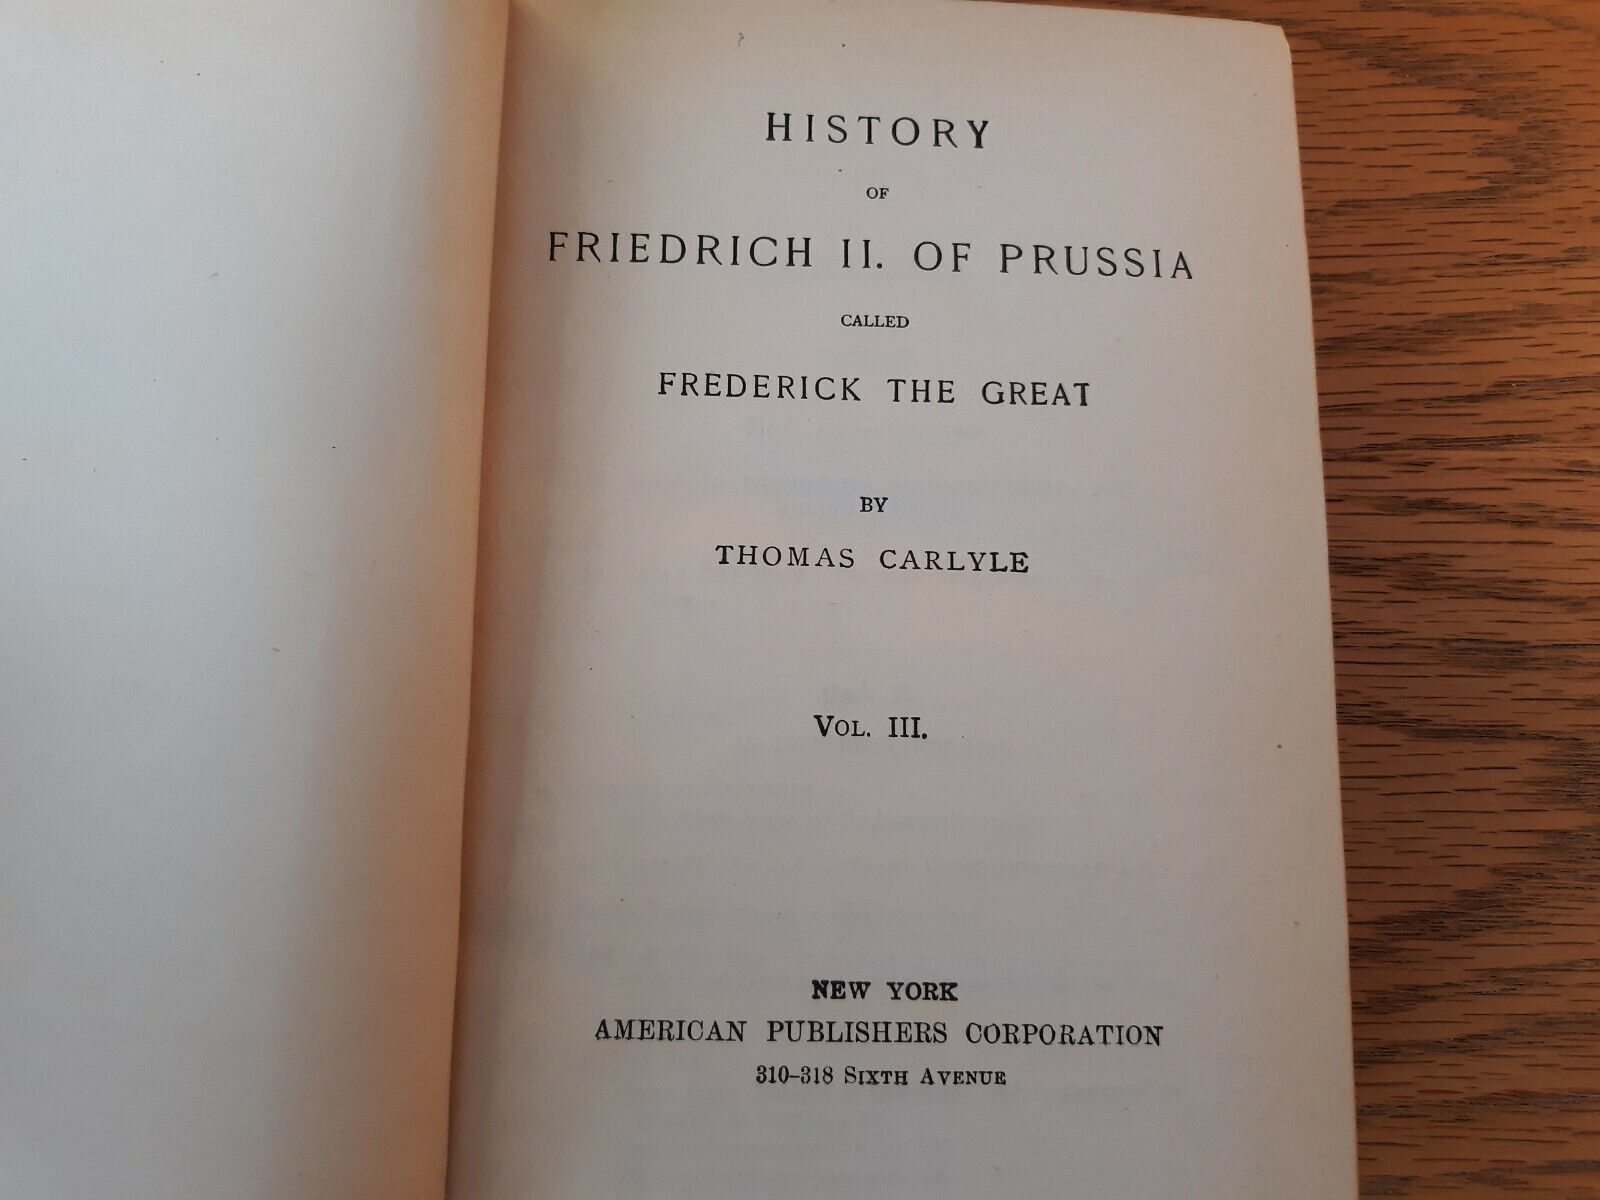 HISTORY
OF
FRIEDRICH II. OF PRUSSIA
CALLED
FREDERICK THE GREAT
BY
THOMAS CARLYLE
VOL. III.
NEW YORK
AMERICAN PUBLISHERS CORPORATION
310–318 SIXTH AVENUE